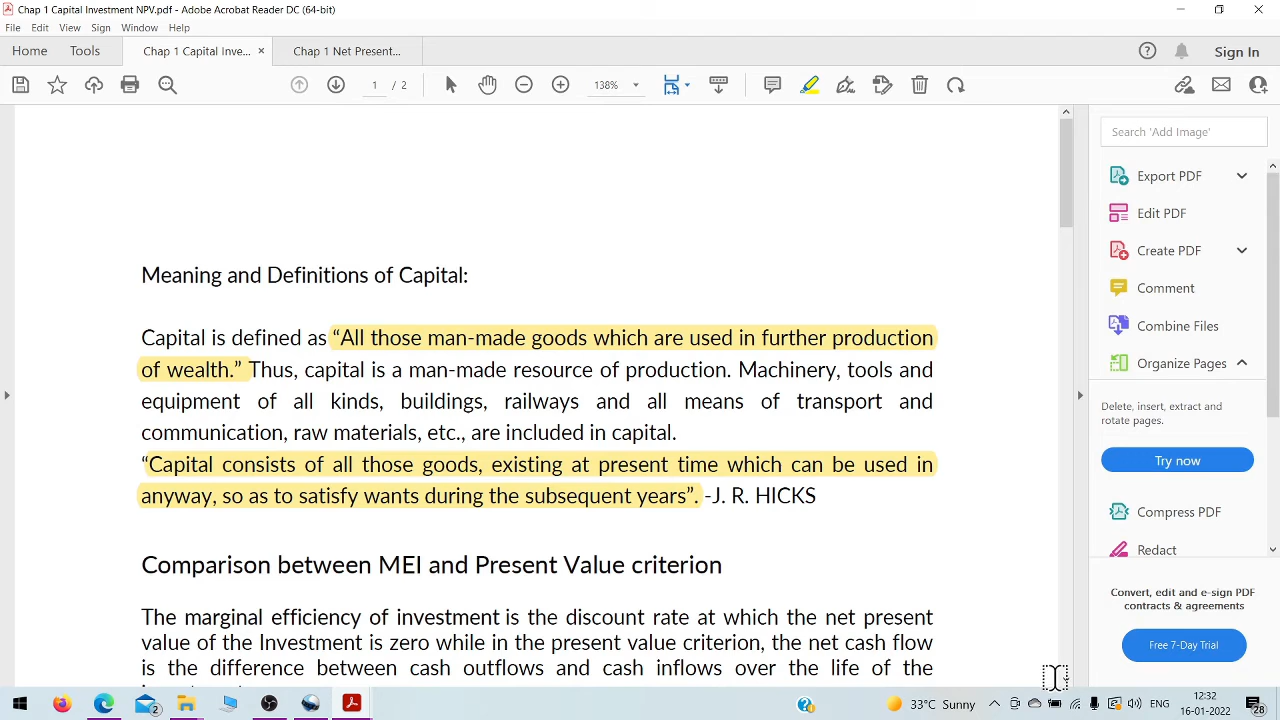 Chap 1 Capital Investment NPV.pdf - Adobe Acrobat Reader DC (64-bit)
File Edit View Sign Window Help
Home Tools Chap 1 Capital Inve... × Chap 1 Net Present... Sign In
1 / 2 138%
Search 'Add Image'
Export PDF
Edit PDF
Create PDF
Comment
Combine Files
Organize Pages
Delete, insert, extract and
rotate pages.
Try now
Compress PDF
Redact
Convert, edit and e-sign PDF
contracts & agreements
Free 7-Day Trial
Meaning and Definitions of Capital:
Capital is defined as “All those man-made goods which are used in further production
of wealth.” Thus, capital is a man-made resource of production. Machinery, tools and
equipment of all kinds, buildings, railways and all means of transport and
communication, raw materials, etc., are included in capital.
“Capital consists of all those goods, existing at present time which can be used in
anyway, so as to satisfy wants during the subsequent years”. -J. R. HICKS
Comparison between MEI and Present Value criterion
The marginal efficiency of investment is the discount rate at which the net present
value of the Investment is zero while in the present value criterion, the net cash flow
is the difference between cash outflows and cash inflows over the life of the
2
33°C Sunny
ENG
12:32
16-01-2022
28